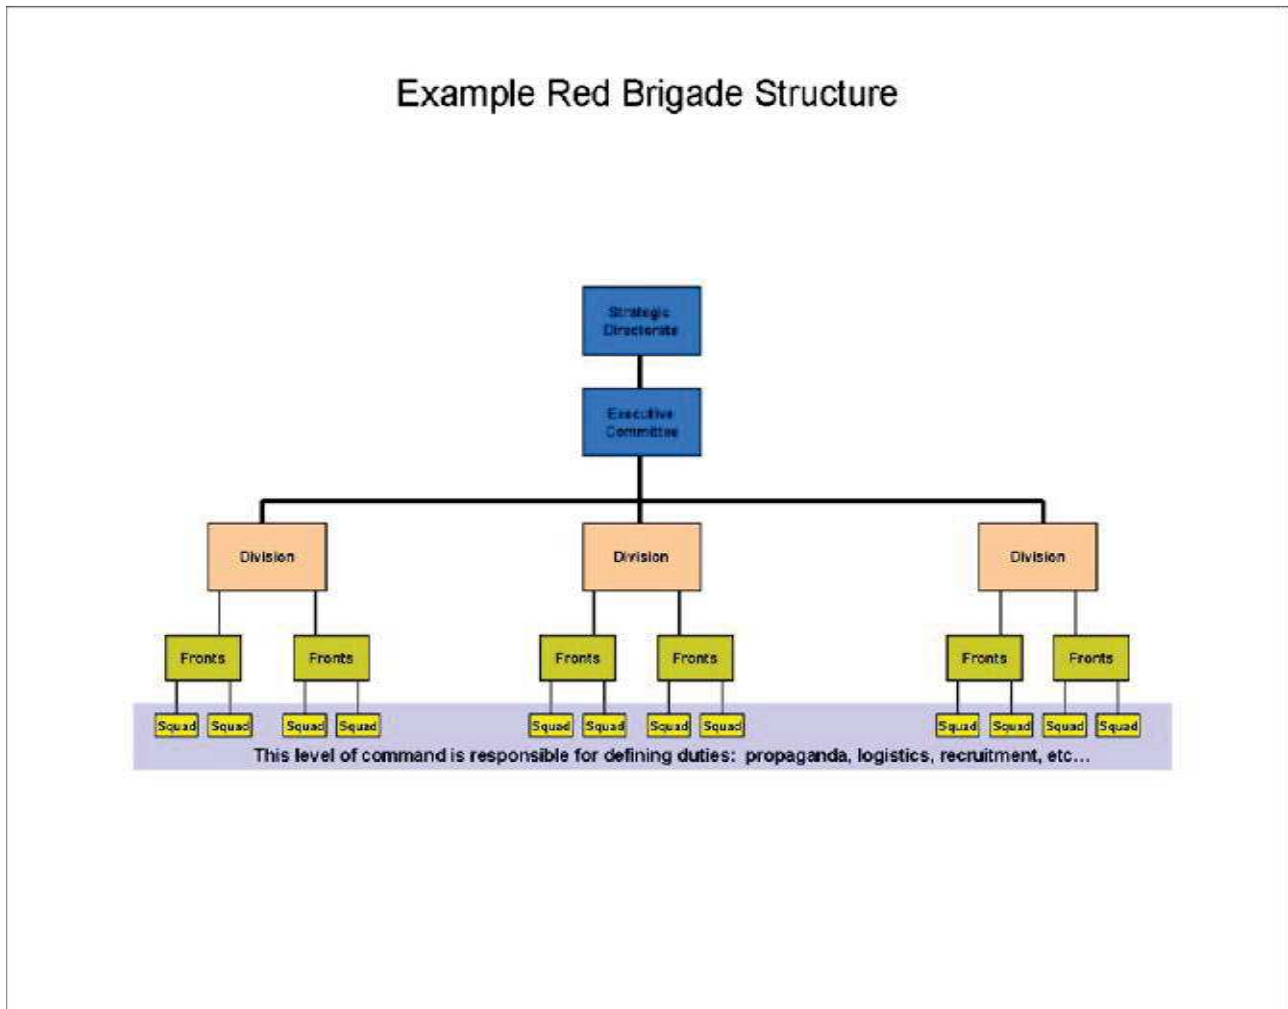 Example Red Brigade Structure
Strategic
Directorate
Executive
Committee
Division
Division
Division
Fronts
Fronts
Fronts
Fronts
Fronts
Fronts
Squad
Squad
Squad
Squad
Squad
Squad
Squad
Squad
Squad
Squad
Squad
Squad
This level of command is responsible for defining duties: propaganda, logistics, recruitment, etc...